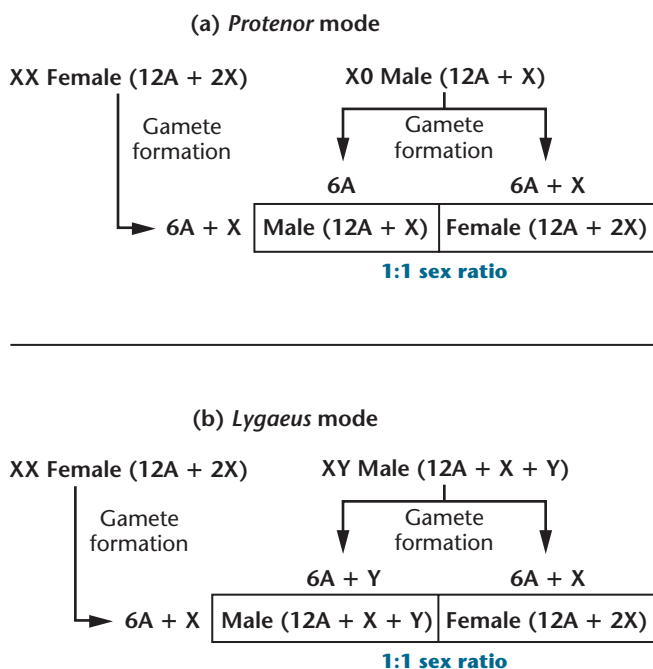 (a) Protenor mode
XX Female (12A + 2X)
X0 Male (12A + X)
Gamete
formation
Gamete
formation
6A
6A + X
6A + X
Male (12A + X)
Female (12A + 2X)
1:1 sex ratio
(b) Lygaeus mode
XX Female (12A + 2X)
XY Male (12A + X + Y)
Gamete
formation
Gamete
formation
6A + Y
6A + X
6A + X
Male (12A + X + Y)
Female (12A + 2X)
1:1 sex ratio